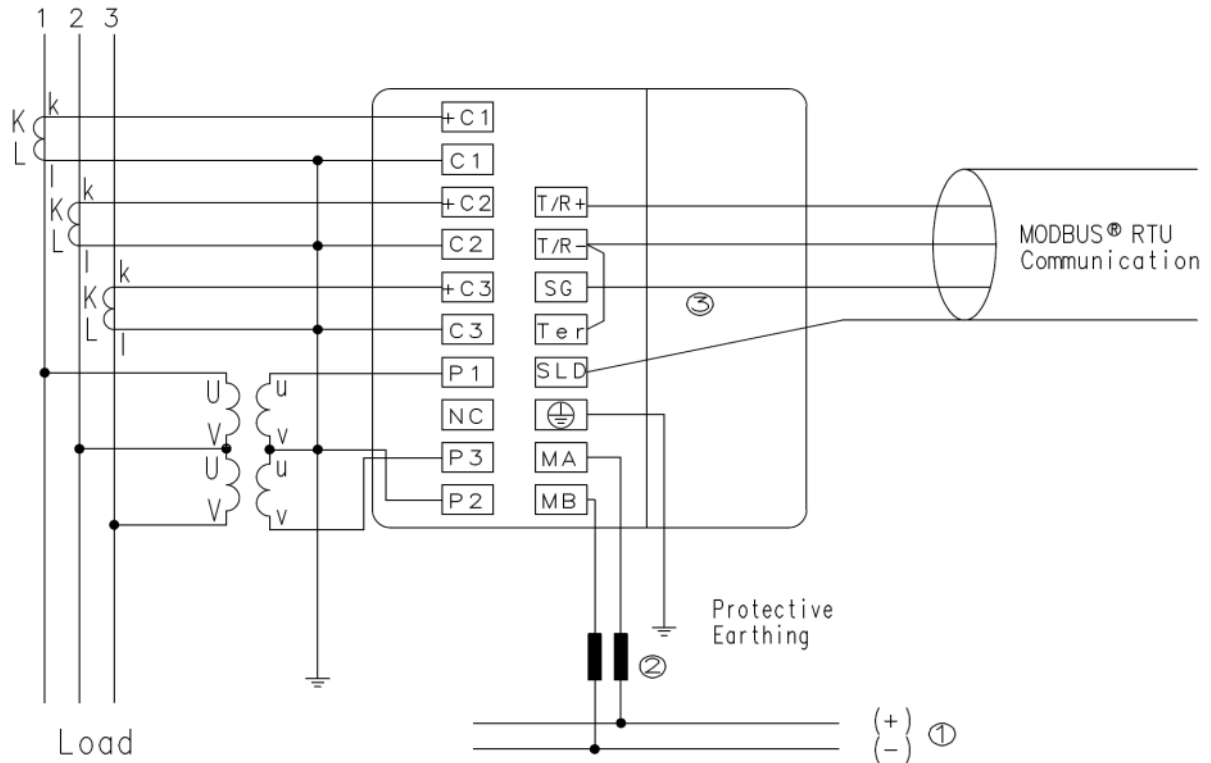 1 2 3
K k +C1
L C1
l
K k +C2 T/R+
L C2 T/R- MODBUS® RTU
l Communication
K k +C3 SG ③
L C3 Ter
l
P1 SLD
U u
V v NC
U u P3 MA
V v P2 MB
Protective
Earthing
②
Load
(+) ①
(-)